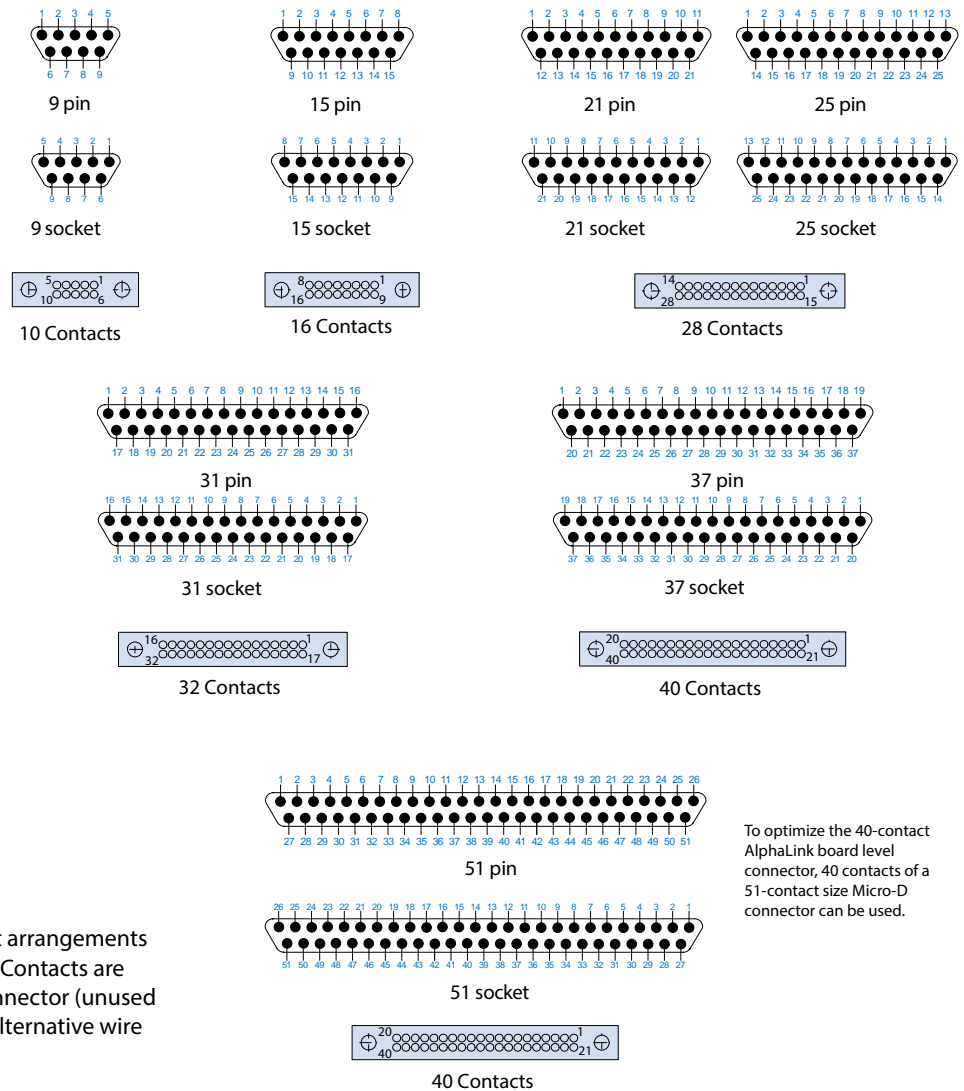 1 2 3 4 5
6 7 8 9
9 pin
1 2 3 4 5 6 7 8
9 10 11 12 13 14 15
15 pin
1 2 3 4 5 6 7 8 9 10 11
12 13 14 15 16 17 18 19 20 21
21 pin
1 2 3 4 5 6 7 8 9 10 11 12 13
14 15 16 17 18 19 20 21 22 23 24 25
25 pin
5 4 3 2 1
9 8 7 6
9 socket
8 7 6 5 4 3 2 1
15 14 13 12 11 10 9
15 socket
11 10 9 8 7 6 5 4 3 2 1
21 20 19 18 17 16 15 14 13 12
21 socket
13 12 11 10 9 8 7 6 5 4 3 2 1
25 24 23 22 21 20 19 18 17 16 15 14
25 socket
5 1
10 6
10 Contacts
8 1
16 9
16 Contacts
14 1
28 15
28 Contacts
1 2 3 4 5 6 7 8 9 10 11 12 13 14 15 16
17 18 19 20 21 22 23 24 25 26 27 28 29 30 31
31 pin
1 2 3 4 5 6 7 8 9 10 11 12 13 14 15 16 17 18 19
20 21 22 23 24 25 26 27 28 29 30 31 32 33 34 35 36 37
37 pin
16 15 14 13 12 11 10 9 8 7 6 5 4 3 2 1
31 30 29 28 27 26 25 24 23 22 21 20 19 18 17
31 socket
19 18 17 16 15 14 13 12 11 10 9 8 7 6 5 4 3 2 1
37 36 35 34 33 32 31 30 29 28 27 26 25 24 23 22 21 20
37 socket
16 1
32 17
32 Contacts
20 1
40 21
40 Contacts
1 2 3 4 5 6 7 8 9 10 11 12 13 14 15 16 17 18 19 20 21 22 23 24 25 26
27 28 29 30 31 32 33 34 35 36 37 38 39 40 41 42 43 44 45 46 47 48 49 50 51
51 pin
To optimize the 40-contact
AlphaLink board level
connector, 40 contacts of a
51-contact size Micro-D
connector can be used.
26 25 24 23 22 21 20 19 18 17 16 15 14 13 12 11 10 9 8 7 6 5 4 3 2 1
51 50 49 48 47 46 45 44 43 42 41 40 39 38 37 36 35 34 33 32 31 30 29 28 27
51 socket
t arrangements
Contacts are
nnector (unused
lternative wire
20 1
40 21
40 Contacts